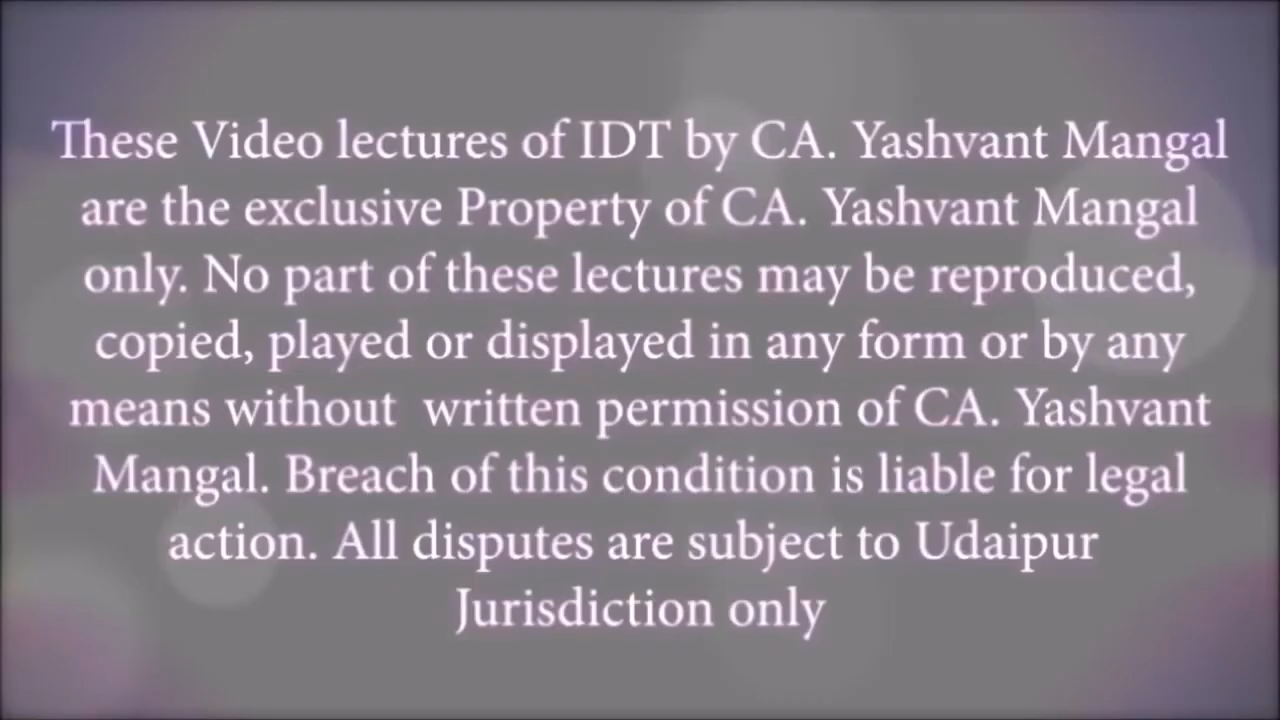 These Video lectures of IDT by CA. Yashvant Mangal
are the exclusive Property of CA. Yashvant Mangal
only. No part of these lectures may be reproduced,
copied, played or displayed in any form or by any
means without  written permission of CA. Yashvant
Mangal. Breach of this condition is liable for legal
action. All disputes are subject to Udaipur
Jurisdiction only